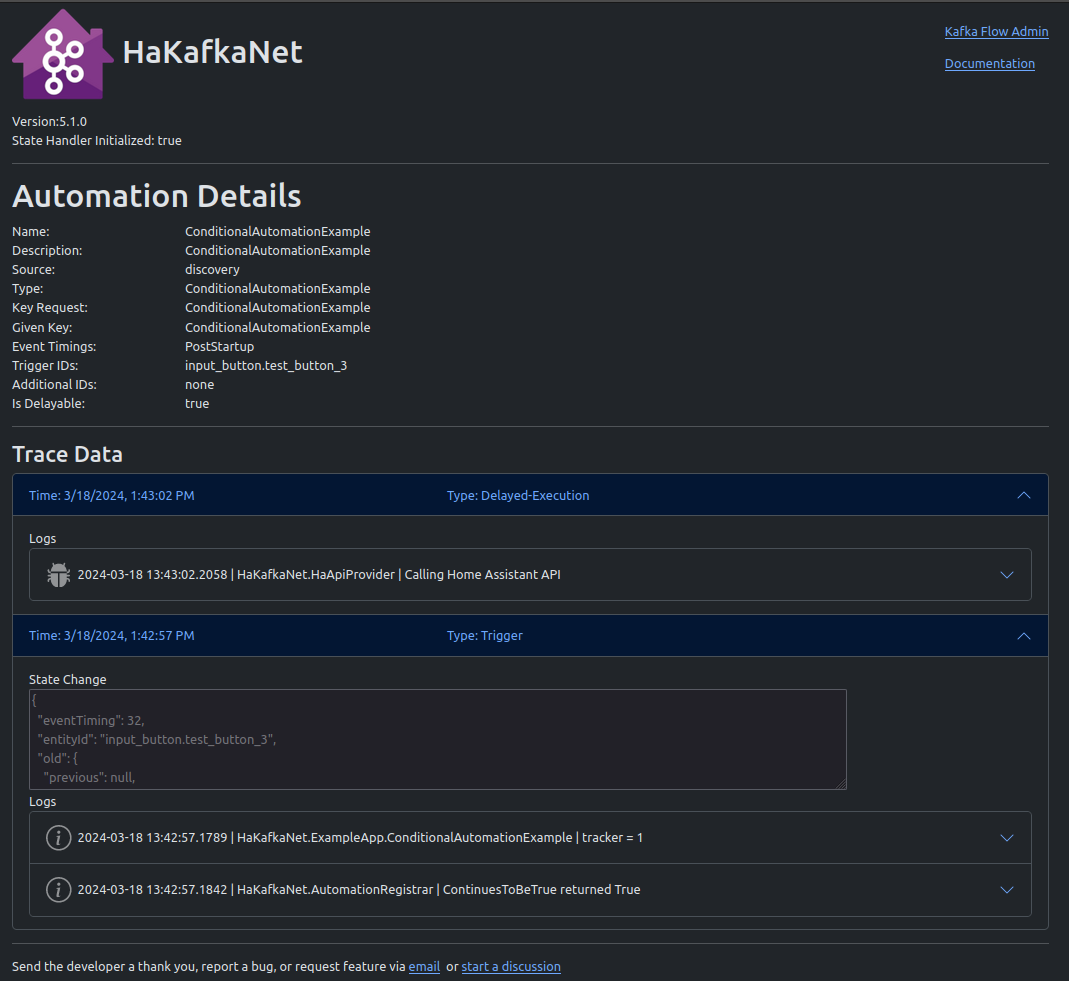 HaKafkaNet
Kafka Flow Admin
Documentation
Version:5.1.0
State Handler Initialized: true
Automation Details
Name: ConditionalAutomationExample
Description: ConditionalAutomationExample
Source: discovery
Type: ConditionalAutomationExample
Key Request: ConditionalAutomationExample
Given Key: ConditionalAutomationExample
Event Timings: PostStartup
Trigger IDs: input_button.test_button_3
Additional IDs: none
Is Delayable: true
Trace Data
Time: 3/18/2024, 1:43:02 PM Type: Delayed-Execution
Logs
2024-03-18 13:43:02.2058 | HaKafkaNet.HaApiProvider | Calling Home Assistant API
Time: 3/18/2024, 1:42:57 PM Type: Trigger
State Change
{
"eventTiming": 32,
"entityId": "input_button.test_button_3",
"old": {
"previous": null,
Logs
2024-03-18 13:42:57.1789 | HaKafkaNet.ExampleApp.ConditionalAutomationExample | tracker = 1
2024-03-18 13:42:57.1842 | HaKafkaNet.AutomationRegistrar | ContinuesToBeTrue returned True
Send the developer a thank you, report a bug, or request feature via email or start a discussion